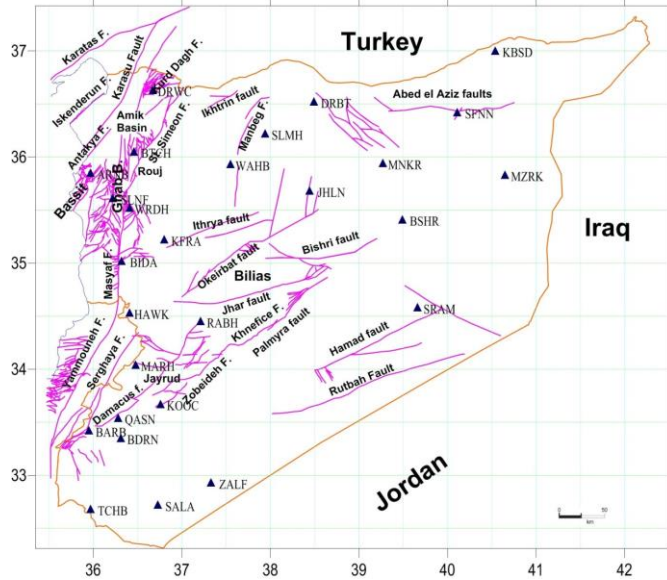 Turkey
37
Karatas F.
Karasu Fault
Kurd Dagh F.
KBSD
DRWC
Iskenderun F.
Ikhtrin fault
DRBT
Abed el Aziz faults
SPNN
Amik
Basin
St. Simeon F.
Manbeg F.
SLMH
Antakya F.
BTCH
36
Rouj
WAHB
MNKR
MZRK
Bassit
Ghab B.
JHLN
WRDH
BSHR
Iraq
Ithrya fault
KFRA
Bishri fault
Okeirbat fault
35
Masyaf F.
BIDA
Bilias
Jhar fault
HAWK
RABH
Khnefice F.
Palmyra fault
SRAM
Hamad fault
34
Yammouneh F.
Serghaya F.
MARH
Jayrud
Zobeideh F.
Rutbah Fault
Damacus f.
KOOC
QASN
BARB
BDRN
33
ZALF
Jordan
TCHB
SALA
0
50
km
36
37
38
39
40
41
42